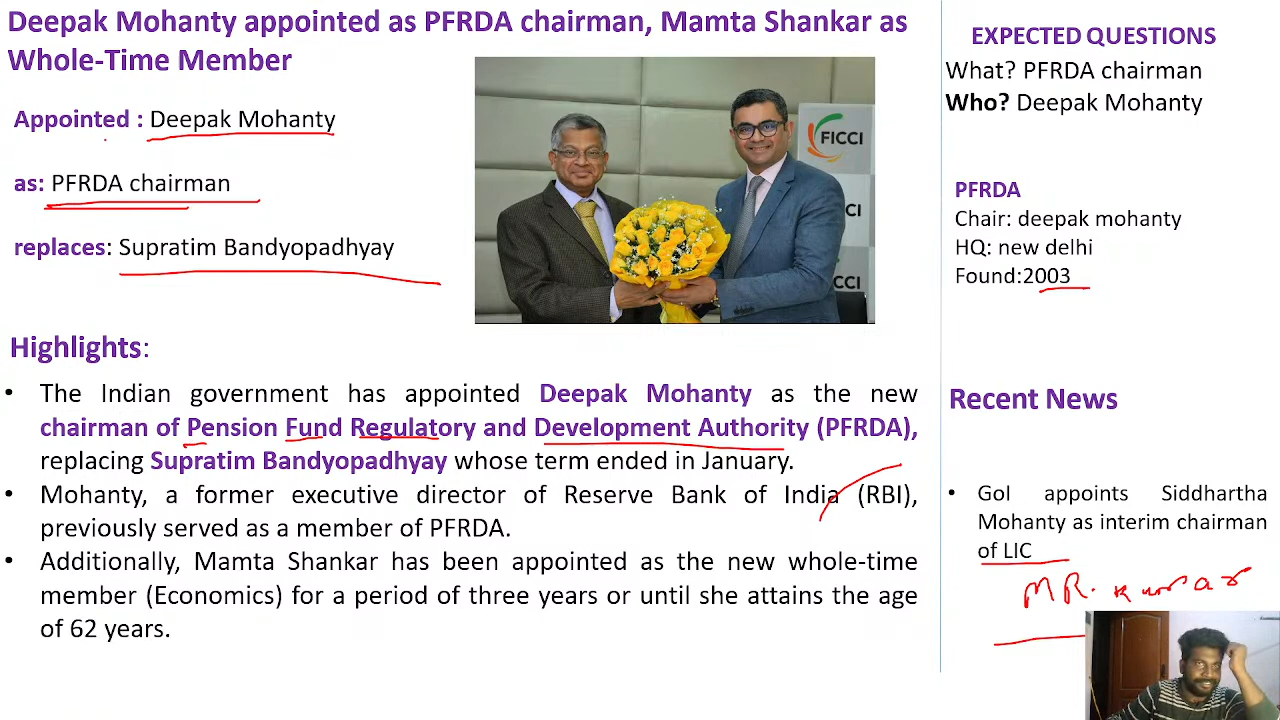 Deepak Mohanty appointed as PFRDA chairman, Mamta Shankar as
Whole-Time Member
Appointed : Deepak Mohanty
as: PFRDA chairman
replaces: Supratim Bandyopadhyay
FICCI
ICCI
FICCI
Highlights:
• The Indian government has appointed Deepak Mohanty as the new
chairman of Pension Fund Regulatory and Development Authority (PFRDA),
replacing Supratim Bandyopadhyay whose term ended in January.
• Mohanty, a former executive director of Reserve Bank of India (RBI),
previously served as a member of PFRDA.
• Additionally, Mamta Shankar has been appointed as the new whole-time
member (Economics) for a period of three years or until she attains the age
of 62 years.
EXPECTED QUESTIONS
What? PFRDA chairman
Who? Deepak Mohanty
PFRDA
Chair: deepak mohanty
HQ: new delhi
Found:2003
Recent News
• GoI appoints Siddhartha
Mohanty as interim chairman
of LIC
MR. Kumar